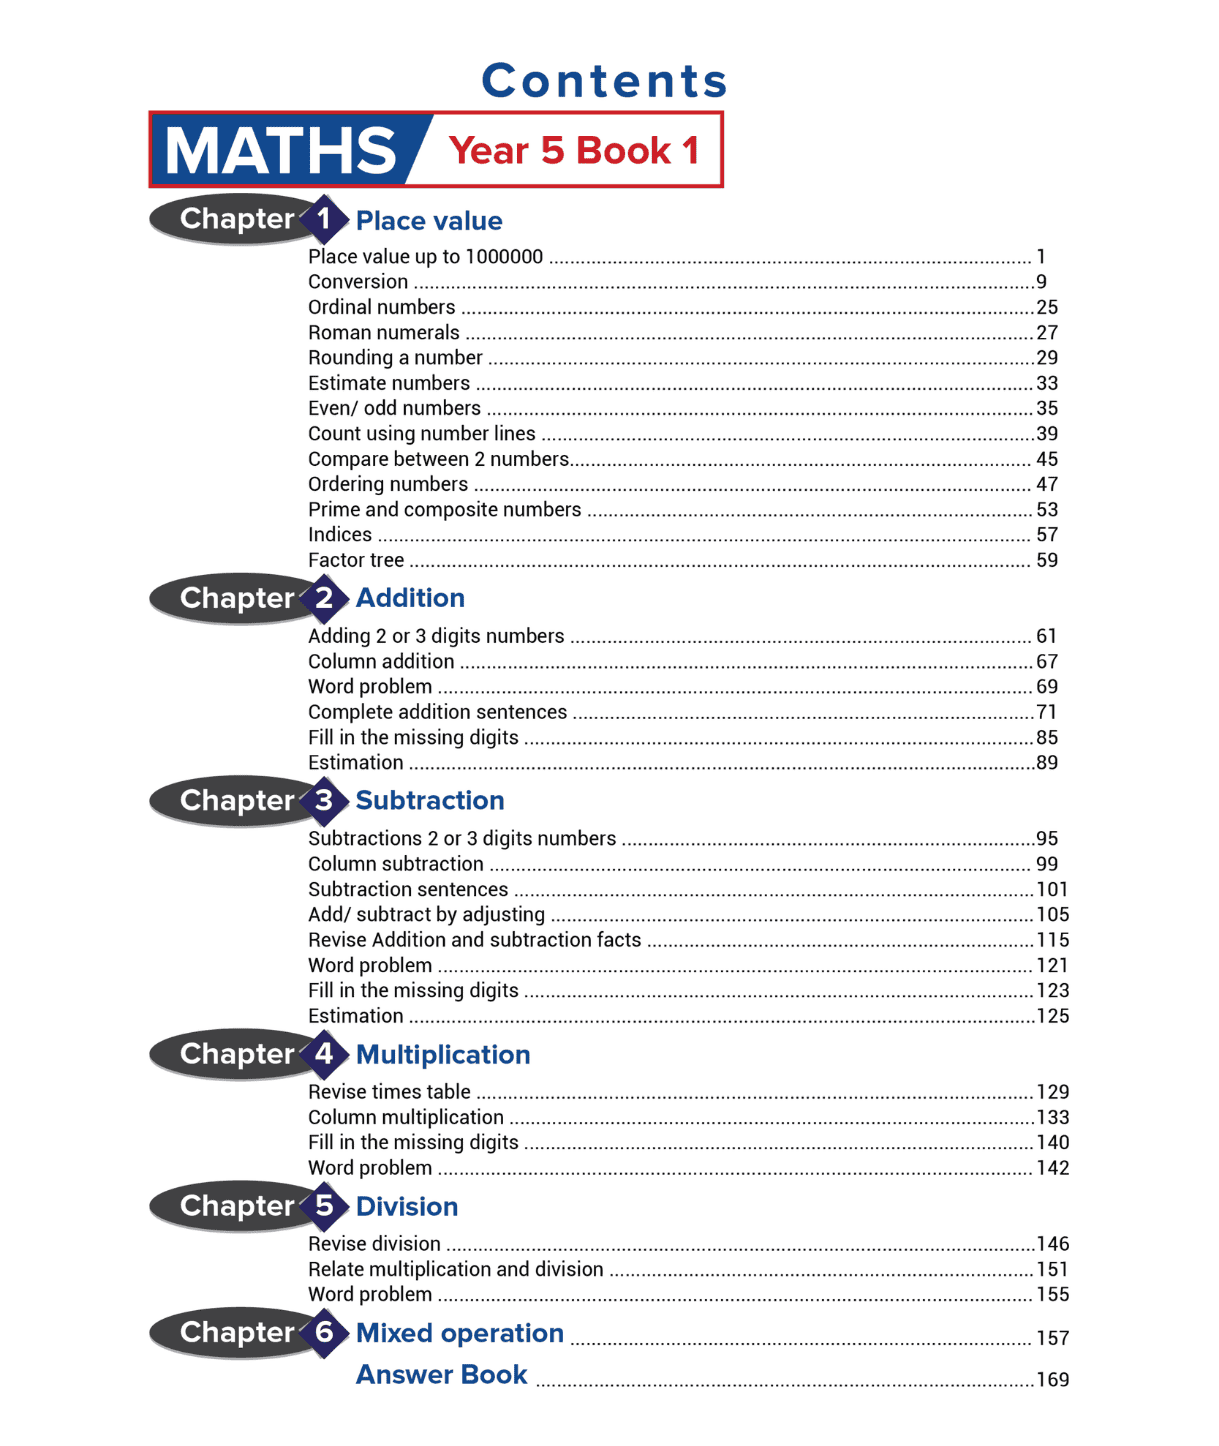 Contents
MATHS Year 5 Book 1
Chapter 1 Place value
Place value up to 1000000 ........ 1
Conversion ........ 9
Ordinal numbers ........ 25
Roman numerals ........ 27
Rounding a number ........ 29
Estimate numbers ........ 33
Even/ odd numbers ........ 35
Count using number lines ........ 39
Compare between 2 numbers........ 45
Ordering numbers ........ 47
Prime and composite numbers ........ 53
Indices ........ 57
Factor tree ........ 59
Chapter 2 Addition
Adding 2 or 3 digits numbers ........ 61
Column addition ........ 67
Word problem ........ 69
Complete addition sentences ........ 71
Fill in the missing digits ........ 85
Estimation ........ 89
Chapter 3 Subtraction
Subtractions 2 or 3 digits numbers ........ 95
Column subtraction ........ 99
Subtraction sentences ........ 101
Add/ subtract by adjusting ........ 105
Revise Addition and subtraction facts ........ 115
Word problem ........ 121
Fill in the missing digits ........ 123
Estimation ........ 125
Chapter 4 Multiplication
Revise times table ........ 129
Column multiplication ........ 133
Fill in the missing digits ........ 140
Word problem ........ 142
Chapter 5 Division
Revise division ........ 146
Relate multiplication and division ........ 151
Word problem ........ 155
Chapter 6 Mixed operation ........ 157
Answer Book ........ 169